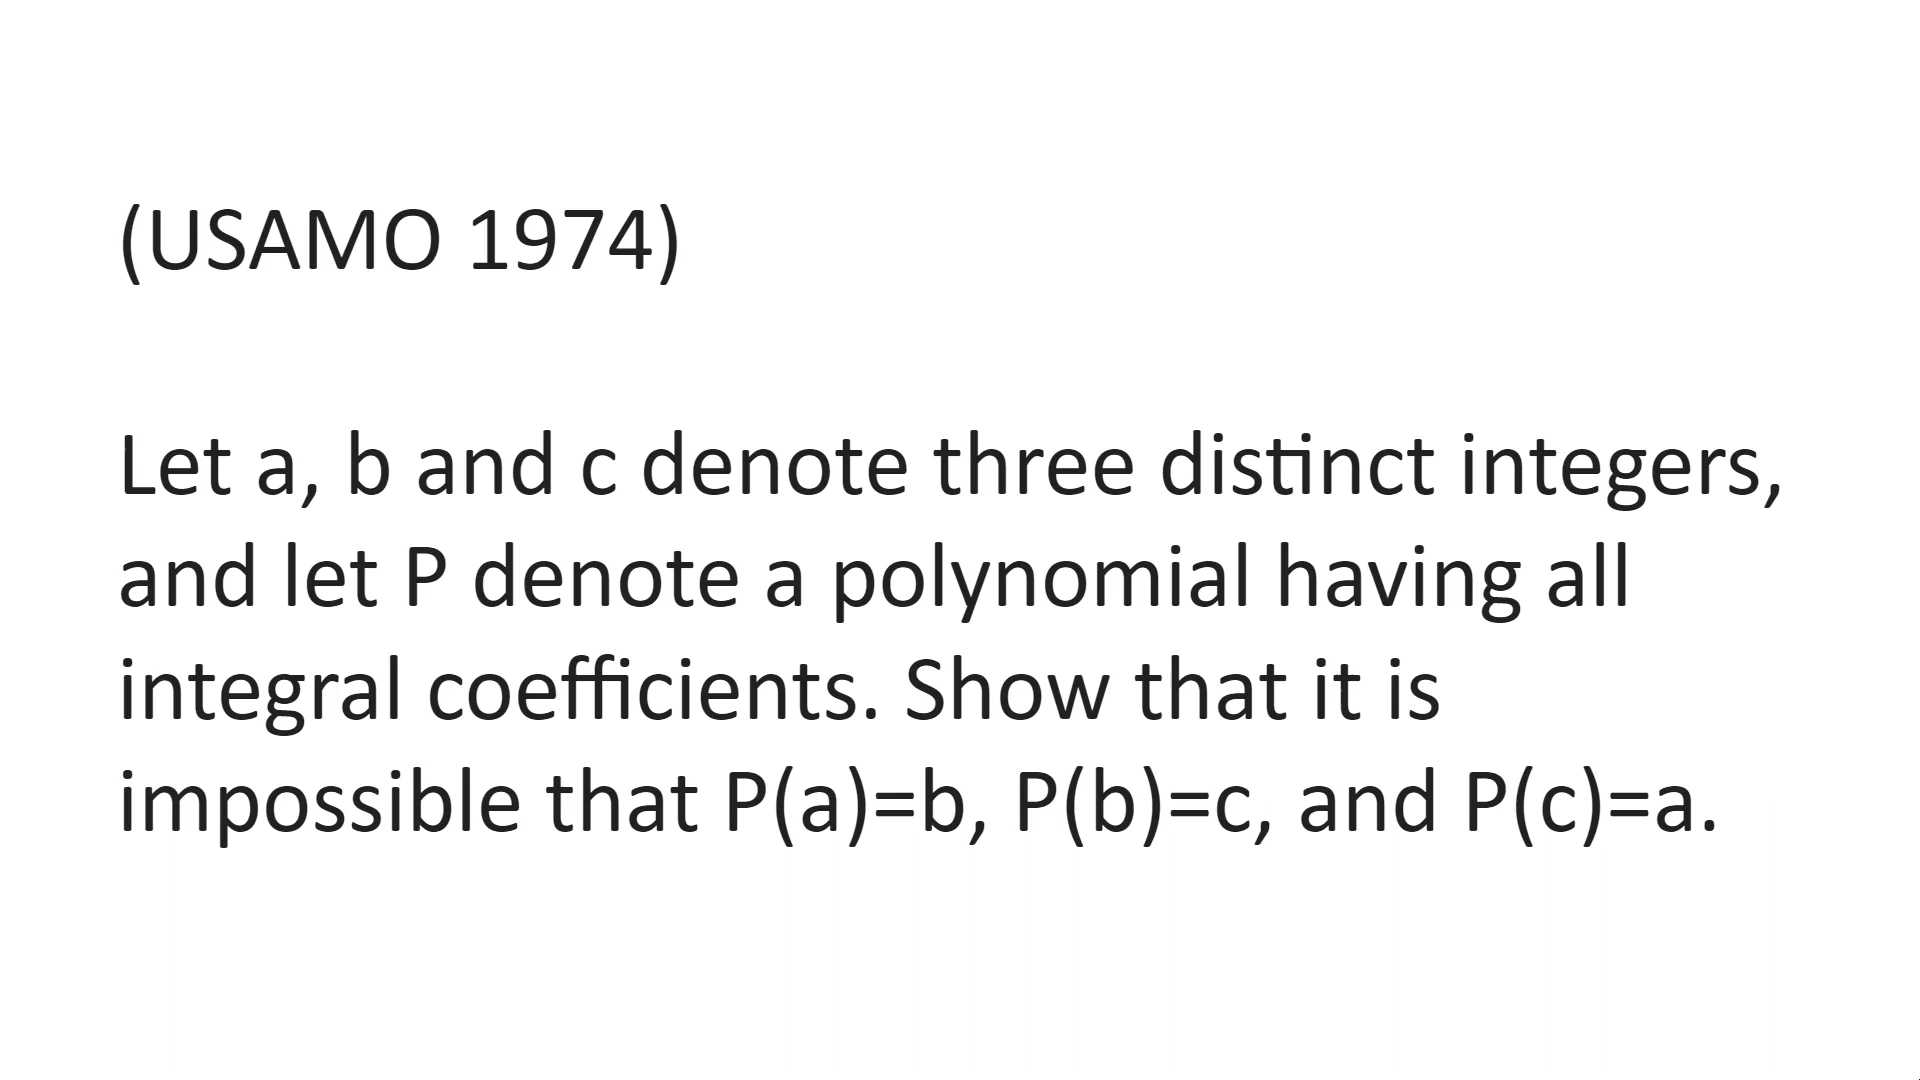 (USAMO 1974)
Let a, b and c denote three distinct integers,
and let P denote a polynomial having all
integral coefficients. Show that it is
impossible that P(a)=b, P(b)=c, and P(c)=a.